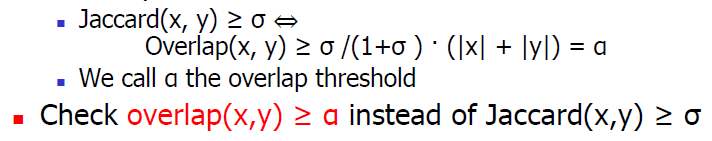 ▪ Jaccard(x, y) ≥ σ ⇔
Overlap(x, y) ≥ σ /(1+σ ) · (|x| + |y|) = ɑ
▪ We call ɑ the overlap threshold
▪ Check overlap(x,y) ≥ ɑ instead of Jaccard(x,y) ≥ σ